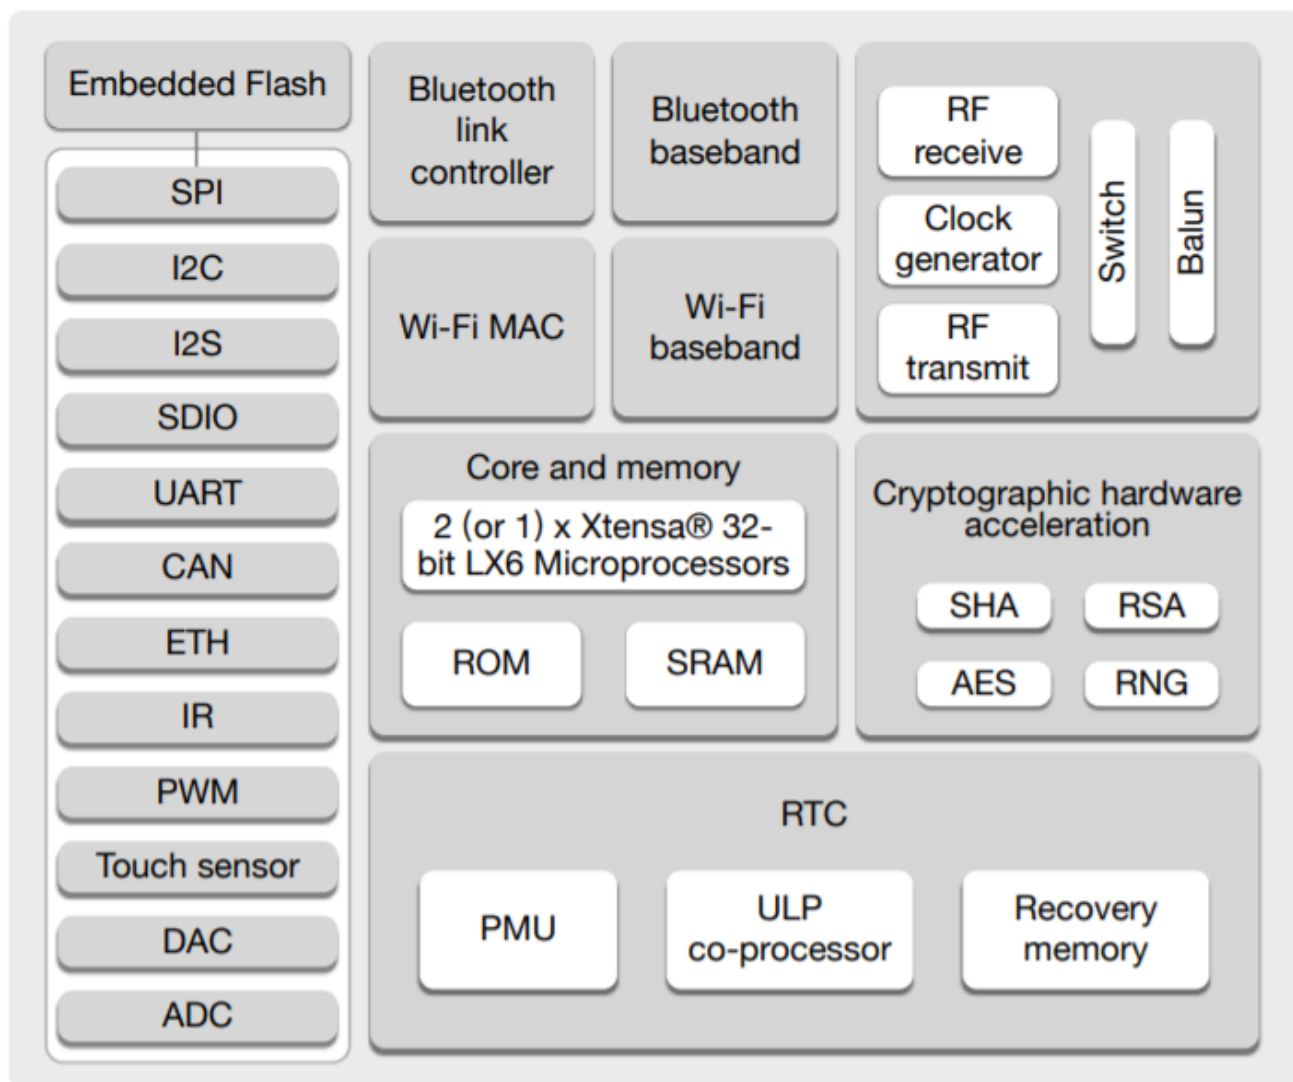 Embedded Flash
SPI
I2C
I2S
SDIO
UART
CAN
ETH
IR
PWM
Touch sensor
DAC
ADC
Bluetooth
link
controller
Bluetooth
baseband
Wi-Fi MAC
Wi-Fi
baseband
RF
receive
Clock
generator
RF
transmit
Switch
Balun
Core and memory
2 (or 1) x Xtensa® 32-
bit LX6 Microprocessors
ROM
SRAM
Cryptographic hardware
acceleration
SHA
RSA
AES
RNG
RTC
PMU
ULP
co-processor
Recovery
memory